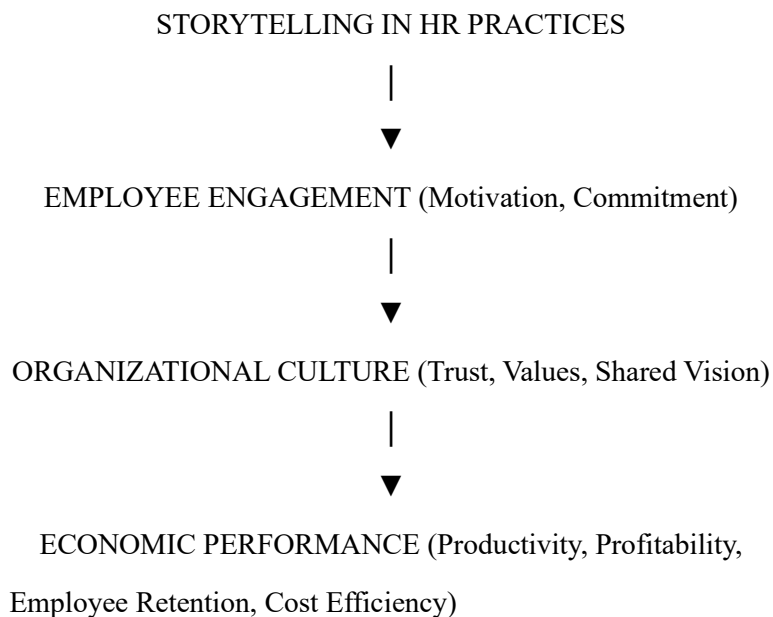 STORYTELLING IN HR PRACTICES
EMPLOYEE ENGAGEMENT (Motivation, Commitment)
ORGANIZATIONAL CULTURE (Trust, Values, Shared Vision)
ECONOMIC PERFORMANCE (Productivity, Profitability,
Employee Retention, Cost Efficiency)